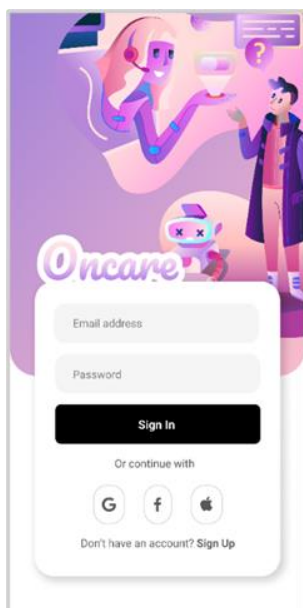 ?
Oncare
Email address
Password
Sign In
Or continue with
G f
Don't have an account? Sign Up